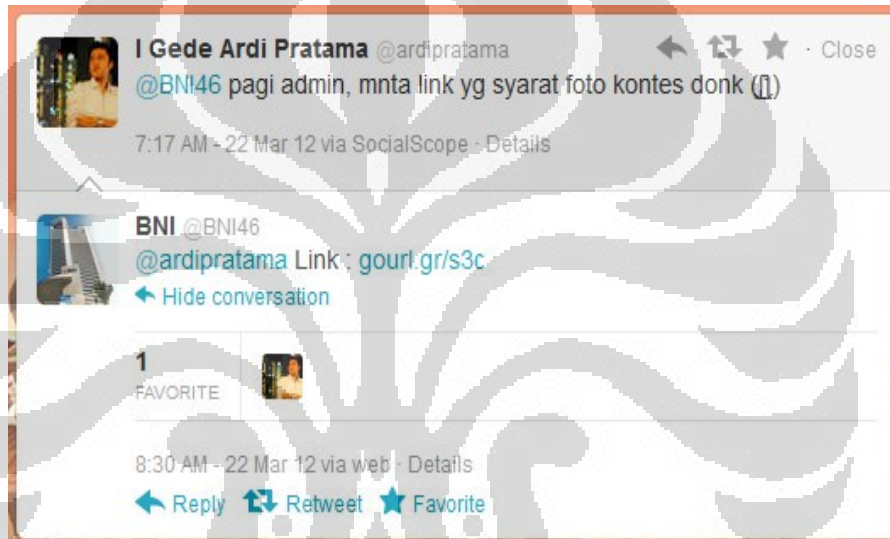 I Gede Ardi Pratama @ardipratama · Close
@BNI46 pagi admin, mnta link yg syarat foto kontes donk (ʃƪ)
7:17 AM - 22 Mar 12 via SocialScope · Details
BNI @BNI46
@ardipratama Link : gourl.gr/s3c
Hide conversation
1
FAVORITE
8:30 AM - 22 Mar 12 via web · Details
Reply Retweet Favorite